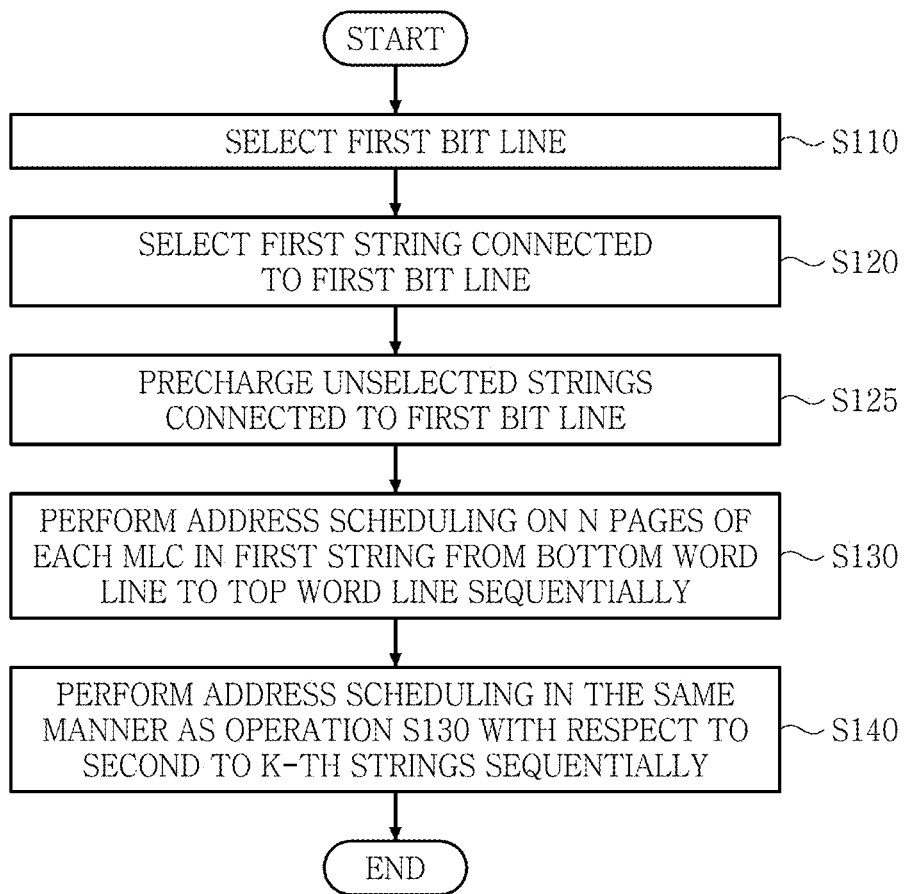 START
SELECT FIRST BIT LINE
S110
SELECT FIRST STRING CONNECTED
TO FIRST BIT LINE
S120
PRECHARGE UNSELECTED STRINGS
CONNECTED TO FIRST BIT LINE
S125
PERFORM ADDRESS SCHEDULING ON N PAGES OF
EACH MLC IN FIRST STRING FROM BOTTOM WORD
LINE TO TOP WORD LINE SEQUENTIALLY
S130
PERFORM ADDRESS SCHEDULING IN THE SAME
MANNER AS OPERATION S130 WITH RESPECT TO
SECOND TO K-TH STRINGS SEQUENTIALLY
S140
END